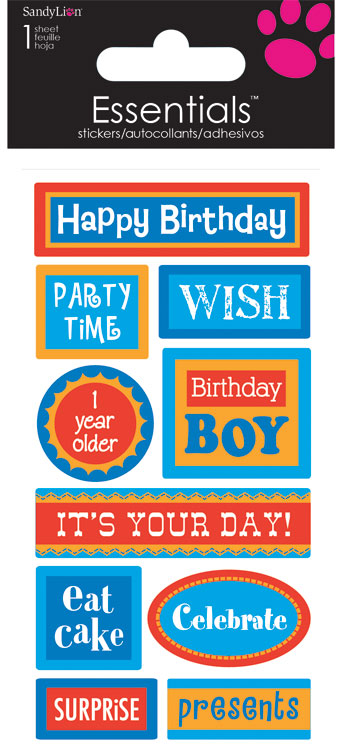 SandyLion
1 sheet
feuille
hoja
Essentials™
stickers/autocollants/adhesivos
Happy Birthday
PARTY
TiME
WISH
1
year
older
Birthday
BOY
IT'S YOUR DAY!
eat
cake
Celebrate
SURPRiSE
presents